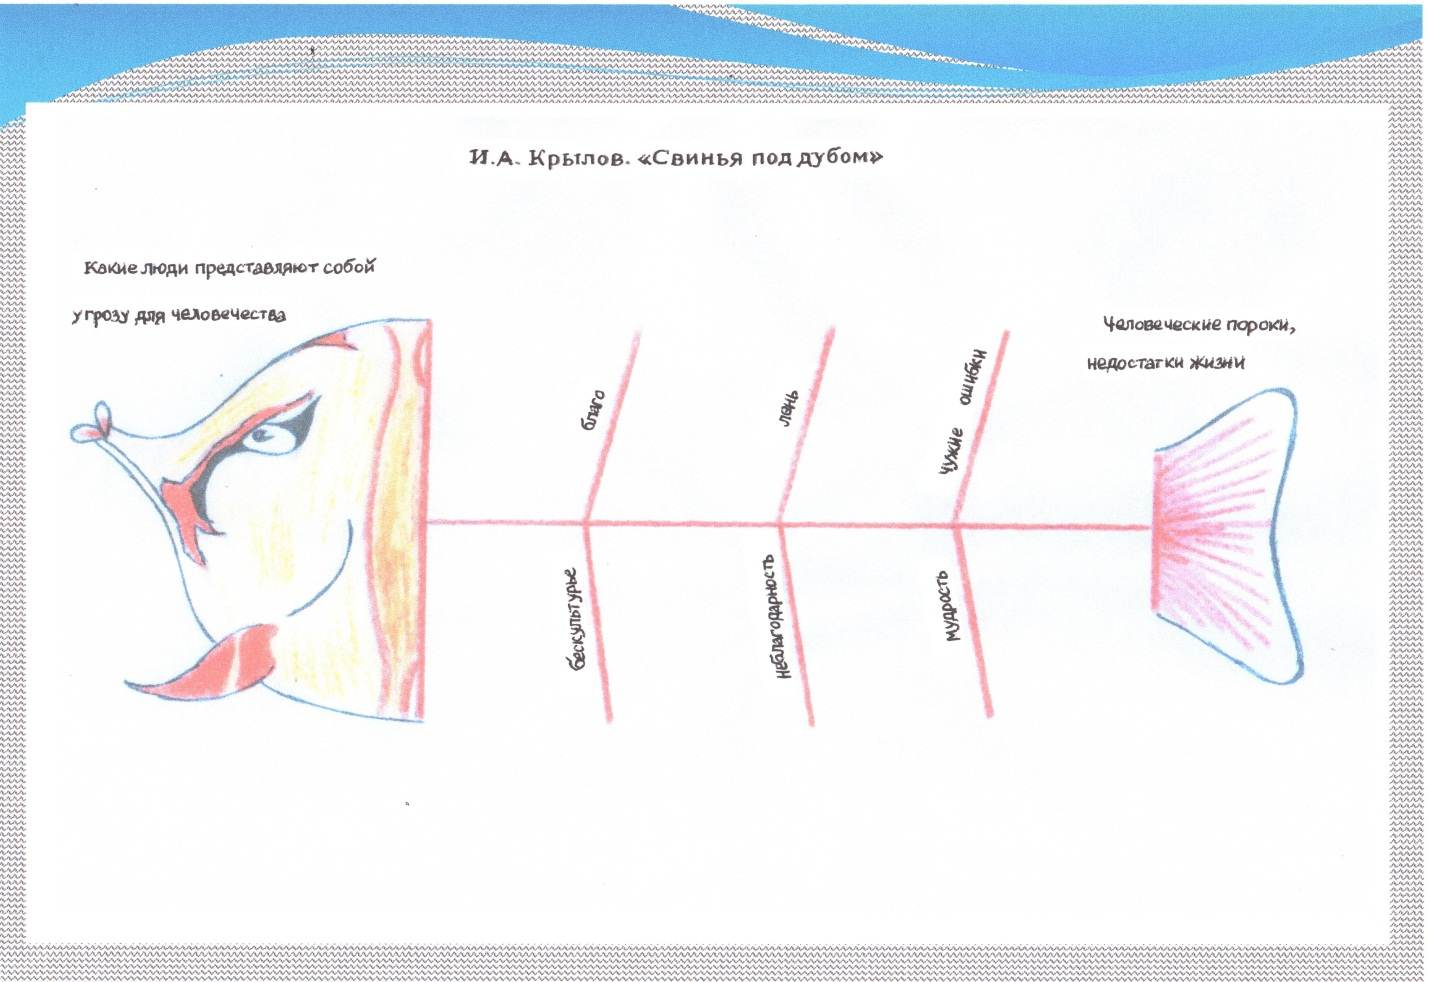 И.А. Крылов. «Свинья под дубом»
Какие люди представляют собой
угрозу для человечества
Человеческие пороки,
недостатки жизни
благо
лень
чужие ошибки
бескультурье
неблагодарность
мудрость